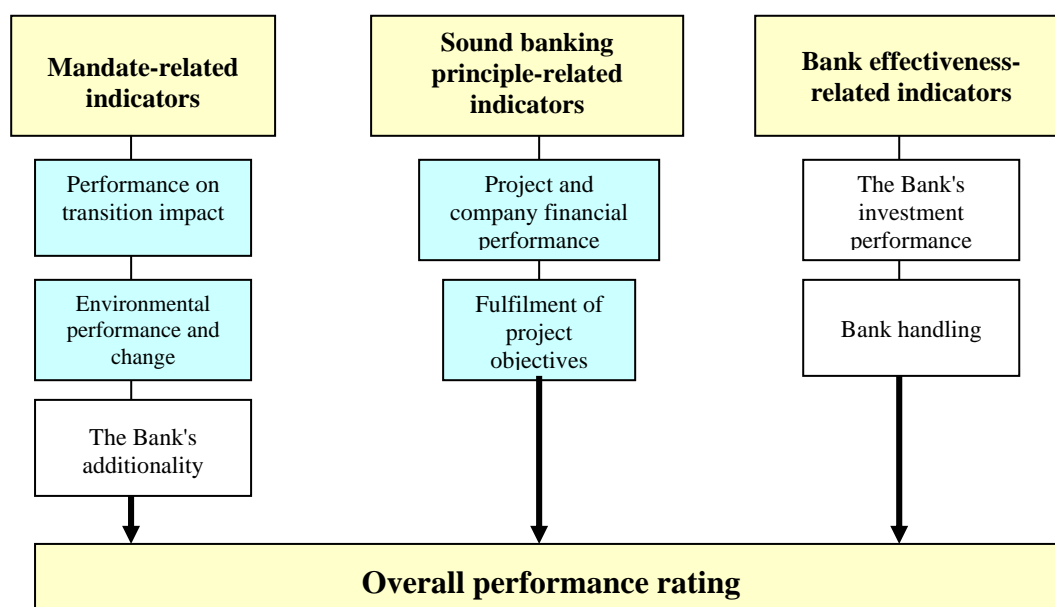 Mandate-related
indicators
Sound banking
principle-related
indicators
Bank effectiveness-
related indicators
Performance on
transition impact
Project and
company financial
performance
The Bank's
investment
performance
Environmental
performance and
change
Fulfilment of
project
objectives
Bank handling
The Bank's
additionality
Overall performance rating